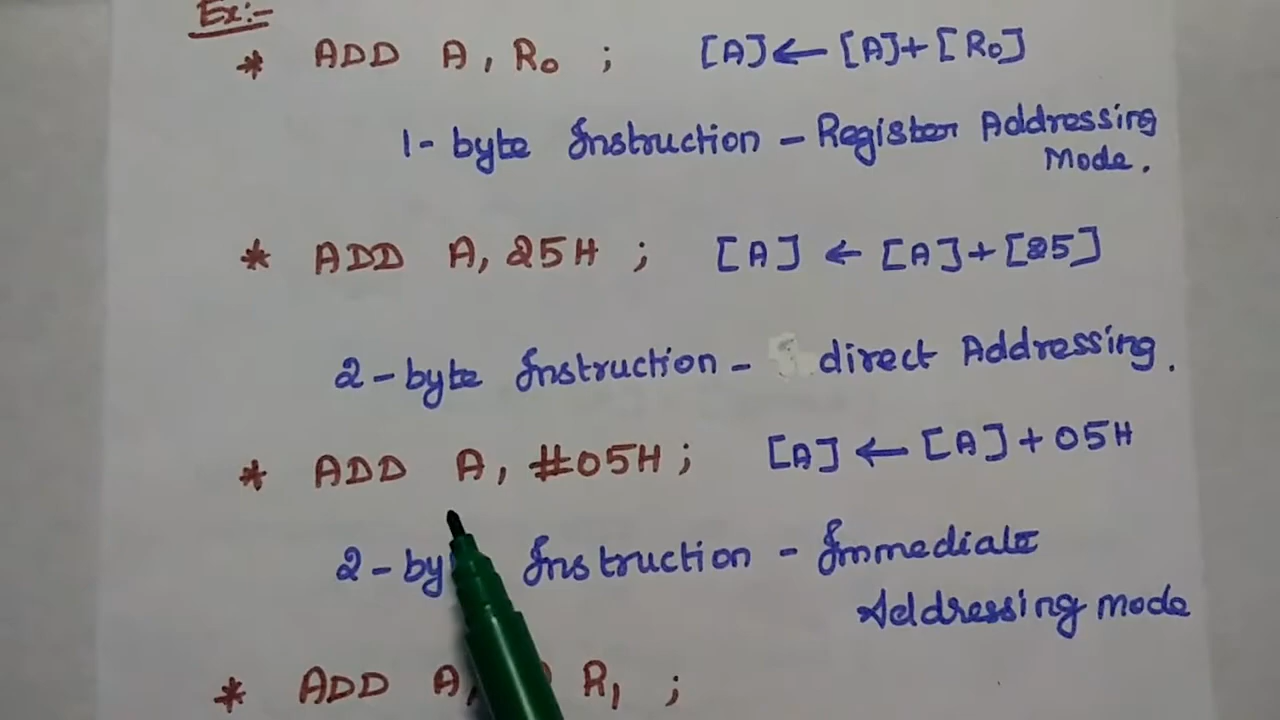 Ex:-
* ADD A, R0 ; [A] ← [A]+[R0]
1- byte Instruction - Register Addressing
Mode.
* ADD A, 25H ; [A] ← [A]+[25]
2-byte Instruction - direct Addressing.
* ADD A, #05H; [A] ← [A]+05H
2-by Instruction - Immediate
Addressing mode
* ADD A, R1 ;